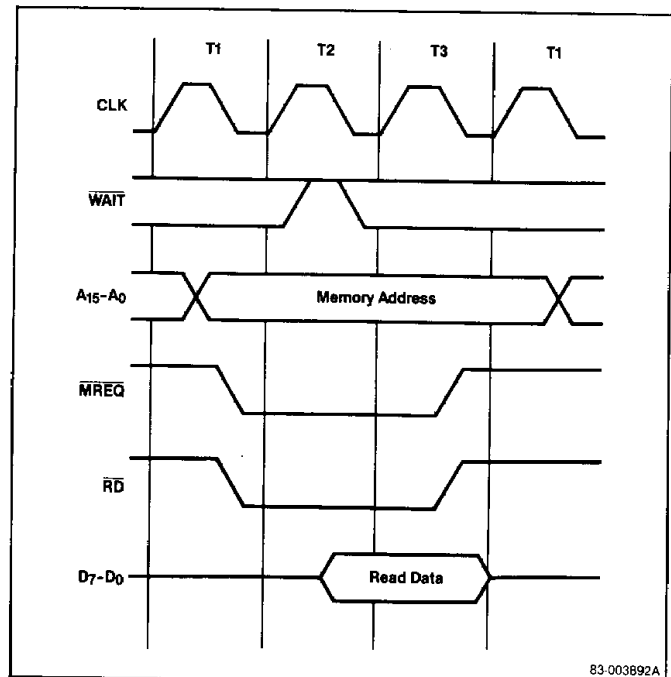 T1 T2 T3 T1
CLK
WAIT
A15-A0 Memory Address
MREQ
RD
D7-D0 Read Data
83-003892A